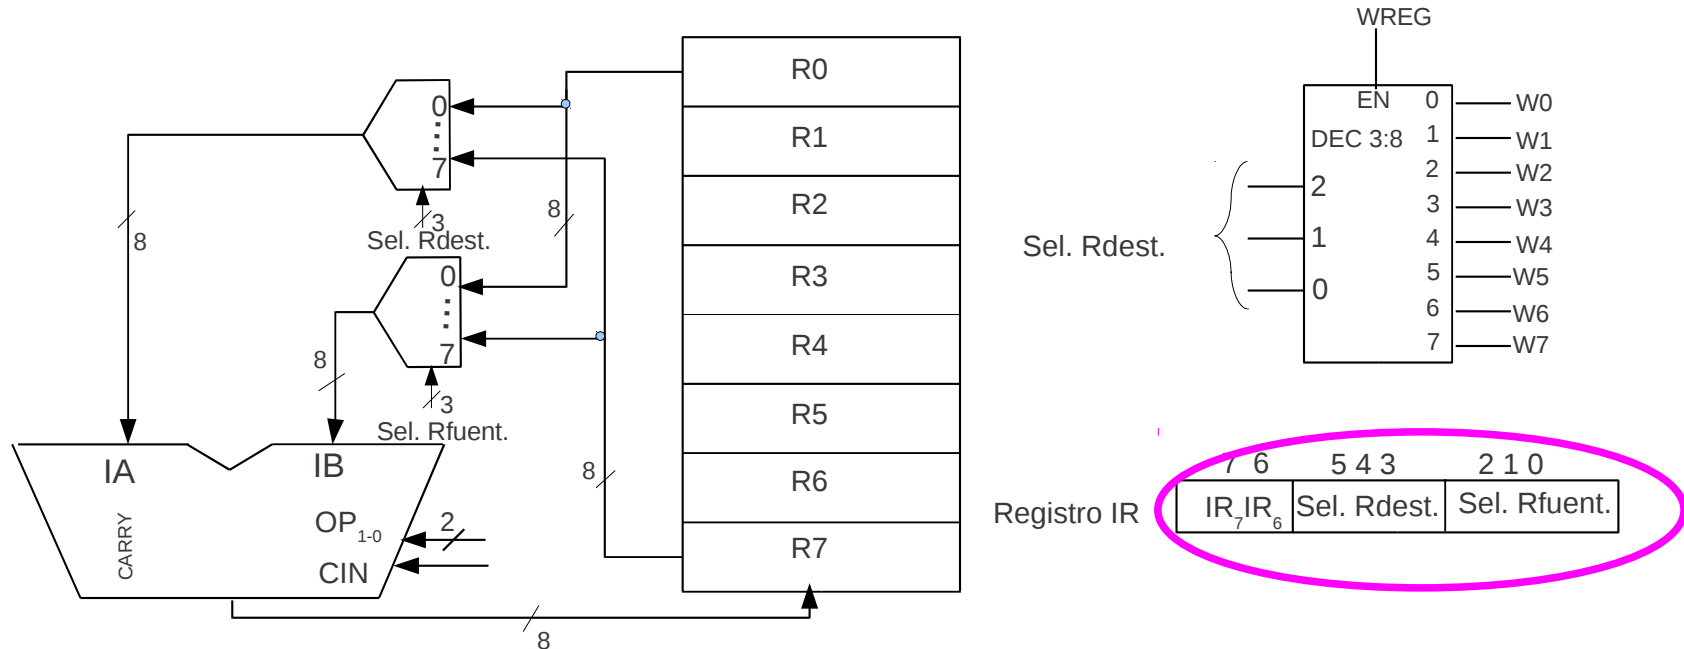 WREG
R0
EN 0 W0
0
DEC 3:8 1 W1
R1
7
2 W2
2
R2
3 W3
8
3
8
Sel. Rdest.
1
4 W4
Sel. Rdest.
0
R3
5 W5
0
6 W6
7
R4
7 W7
8
3
R5
Sel. Rfuent.
IA
IB
8
R6
7 6 5 4 3 2 1 0
Registro IR
IR7IR6 Sel. Rdest. Sel. Rfuent.
CARRY
OP1-0
2
R7
CIN
8